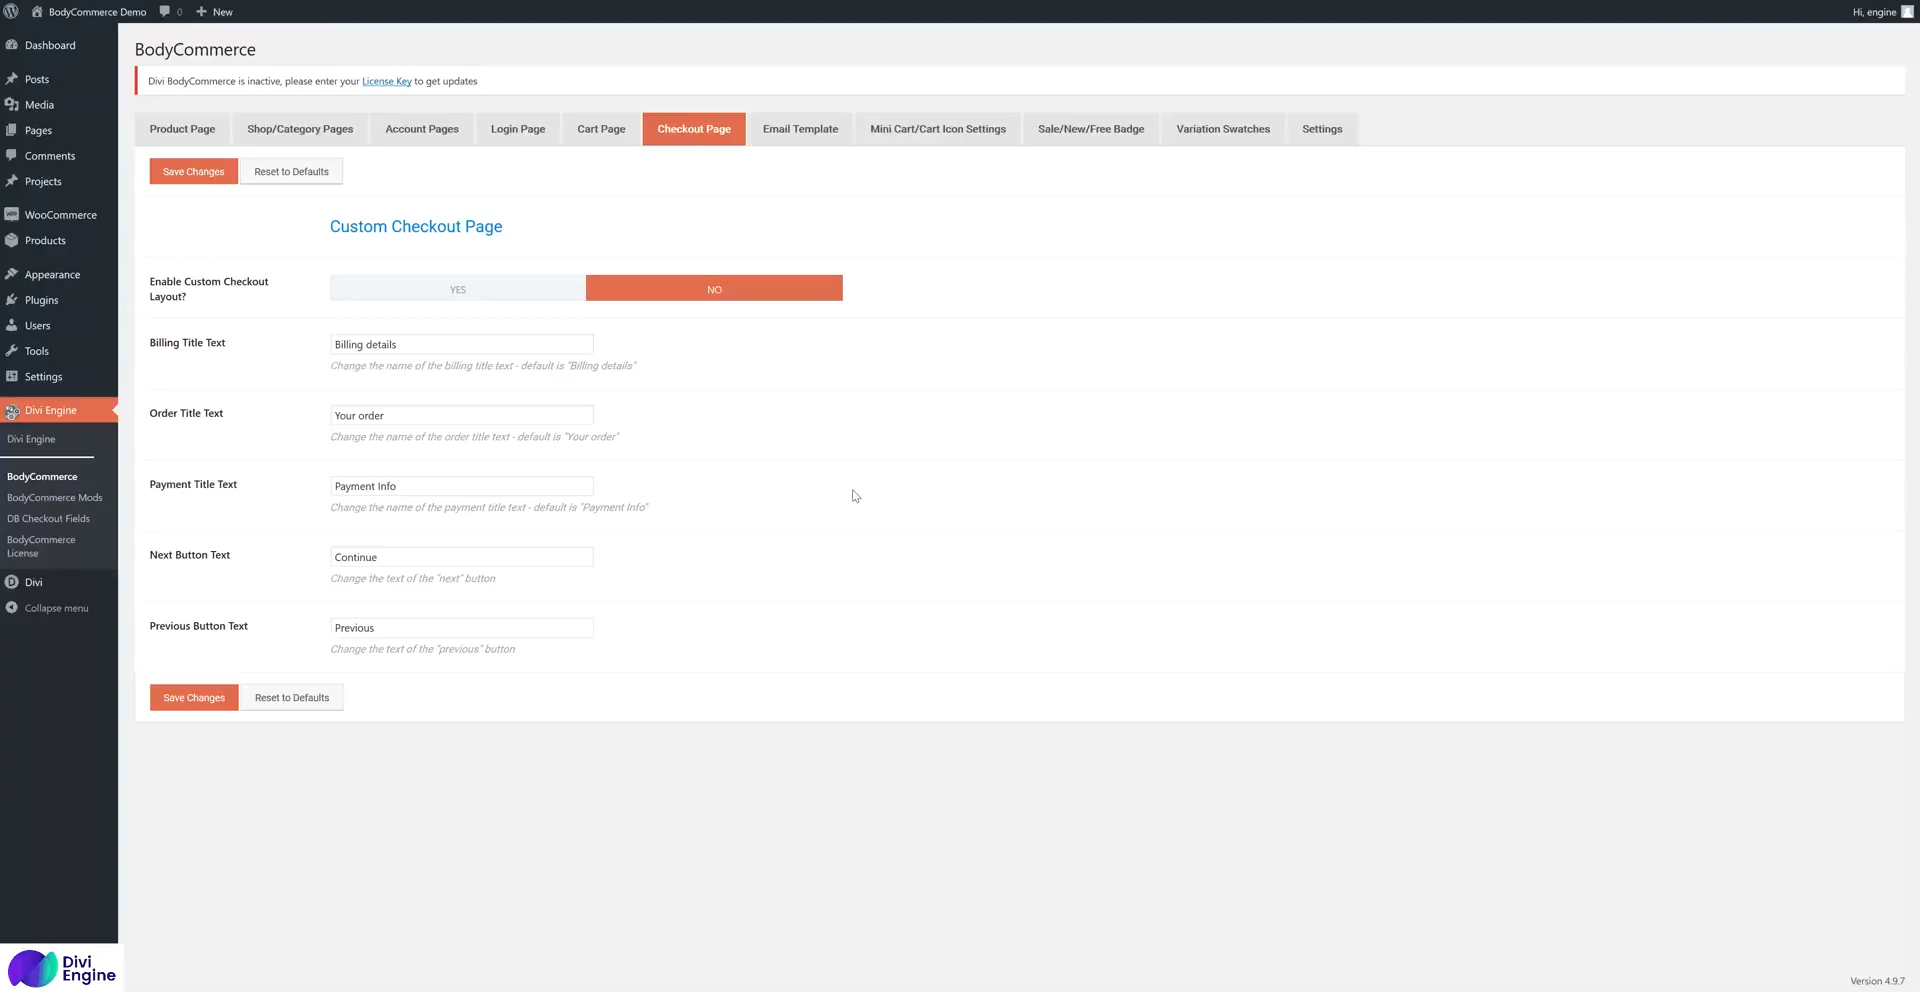 BodyCommerce Demo
0
New
Hi, engine
Dashboard
Posts
Media
Pages
Comments
Projects
WooCommerce
Products
Appearance
Plugins
Users
Tools
Settings
Divi Engine
Divi Engine
BodyCommerce
BodyCommerce Mods
DB Checkout Fields
BodyCommerce
License
Divi
Collapse menu
BodyCommerce
Divi BodyCommerce is inactive, please enter your License Key to get updates
Product Page
Shop/Category Pages
Account Pages
Login Page
Cart Page
Checkout Page
Email Template
Mini Cart/Cart Icon Settings
Sale/New/Free Badge
Variation Swatches
Settings
Save Changes
Reset to Defaults
Custom Checkout Page
Enable Custom Checkout
Layout?
YES
NO
Billing Title Text
Billing details
Change the name of the billing title text - default is "Billing details"
Order Title Text
Your order
Change the name of the order title text - default is "Your order"
Payment Title Text
Payment Info
Change the name of the payment title text - default is "Payment Info"
Next Button Text
Continue
Change the text of the "next" button
Previous Button Text
Previous
Change the text of the "previous" button
Save Changes
Reset to Defaults
Divi
Engine
Version 4.9.7